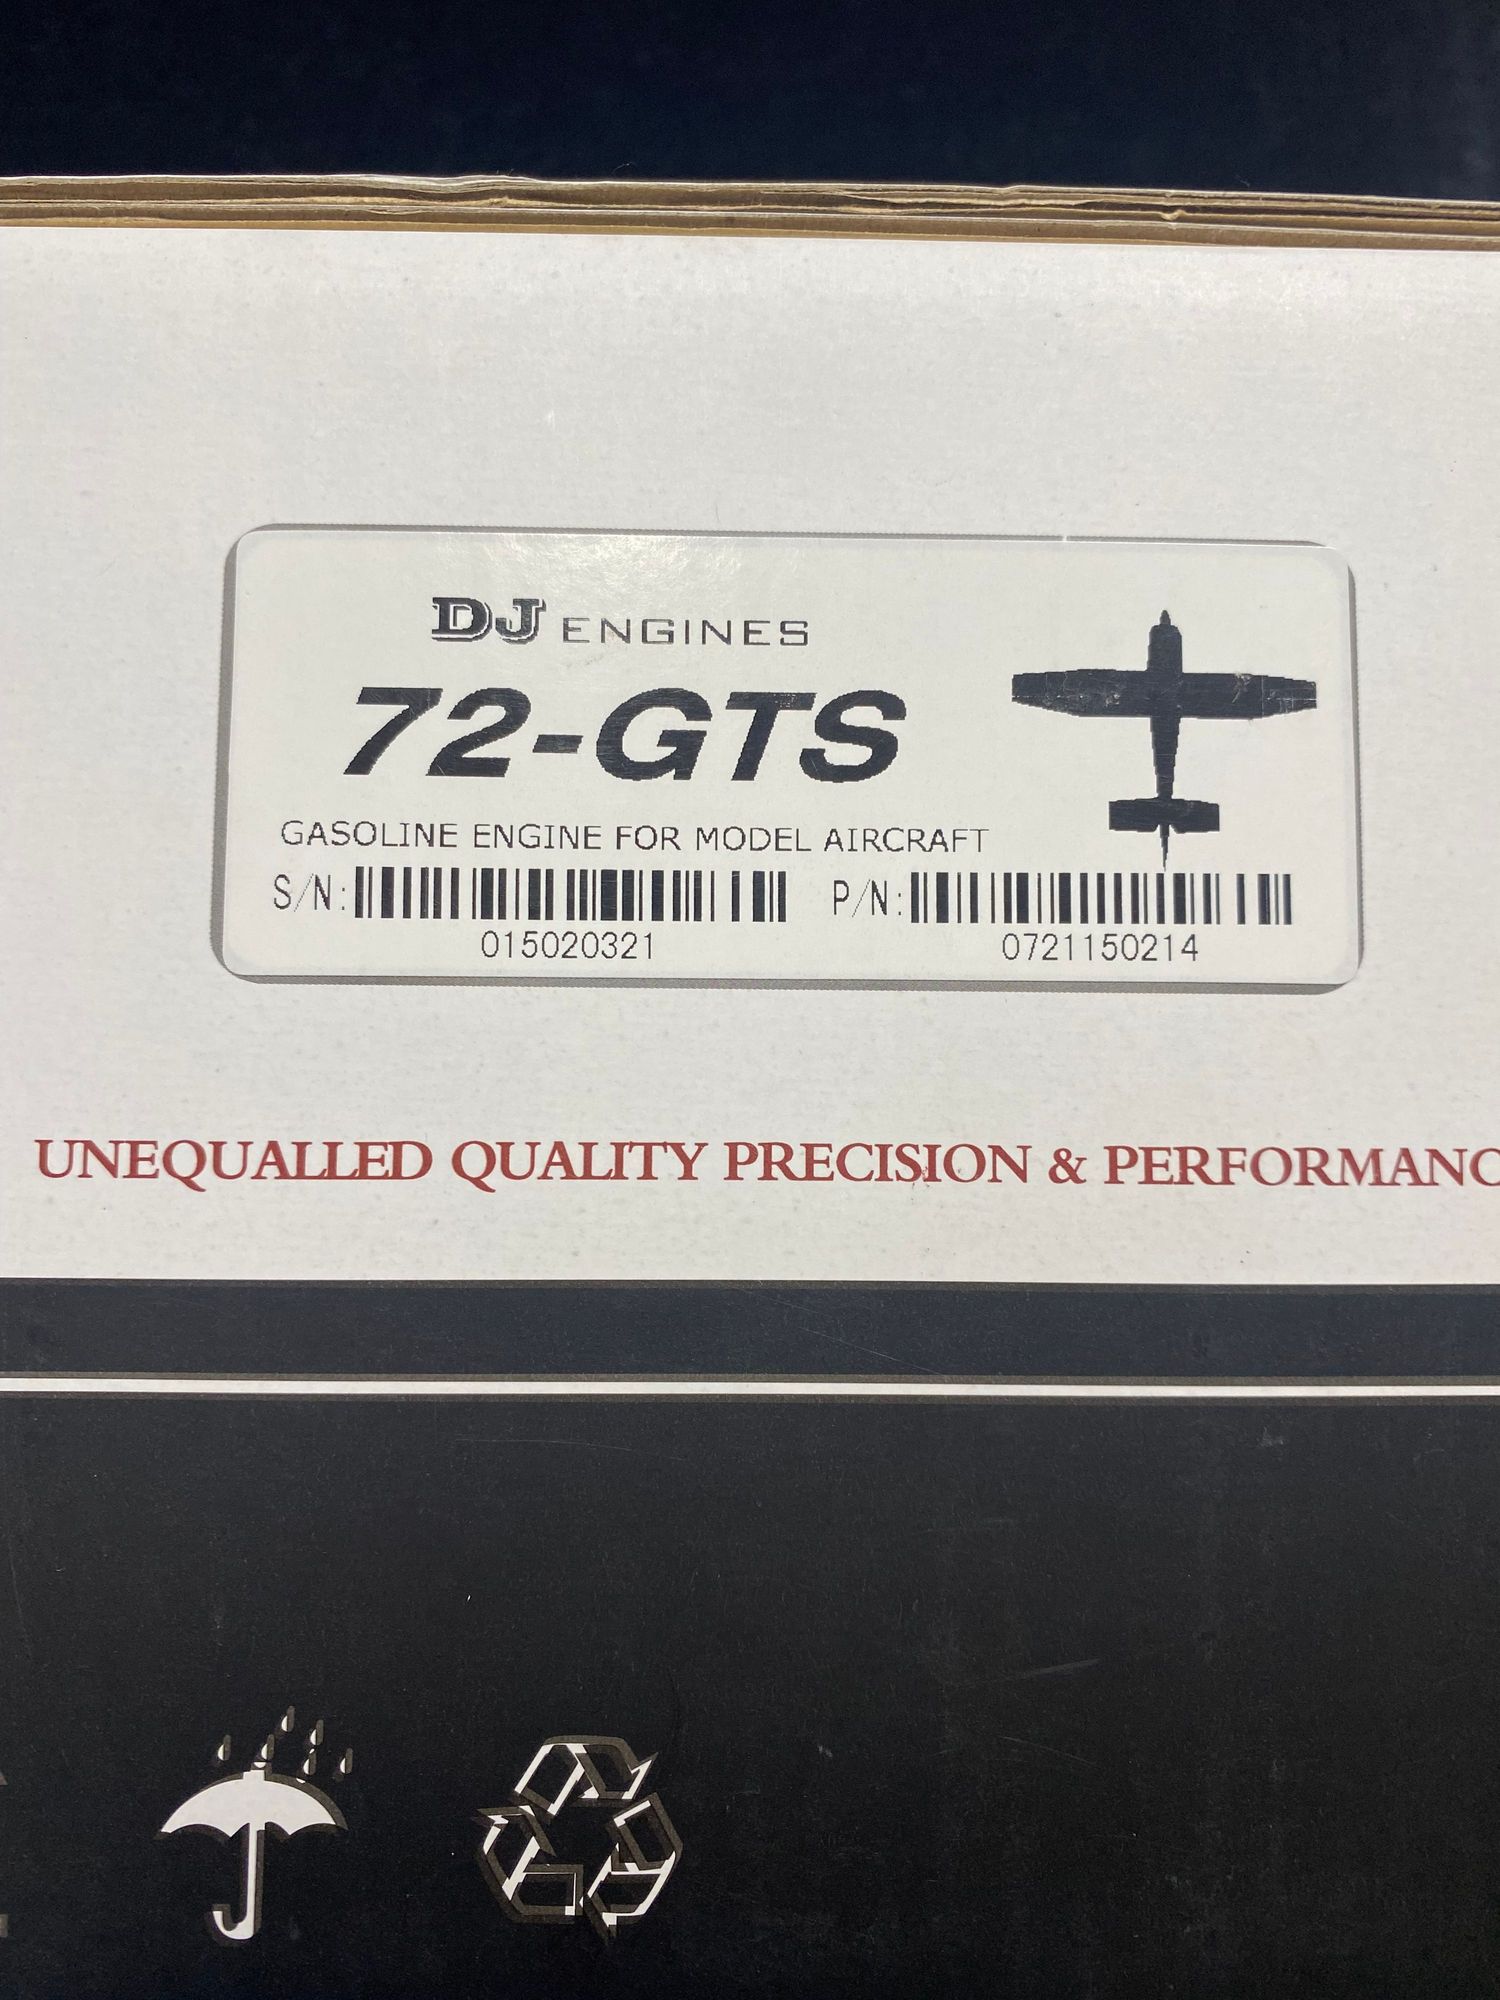 DJ ENGINES
72-GTS
GASOLINE ENGINE FOR MODEL AIRCRAFT
S/N: P/N:
015020321 0721150214
UNEQUALLED QUALITY PRECISION & PERFORMANC